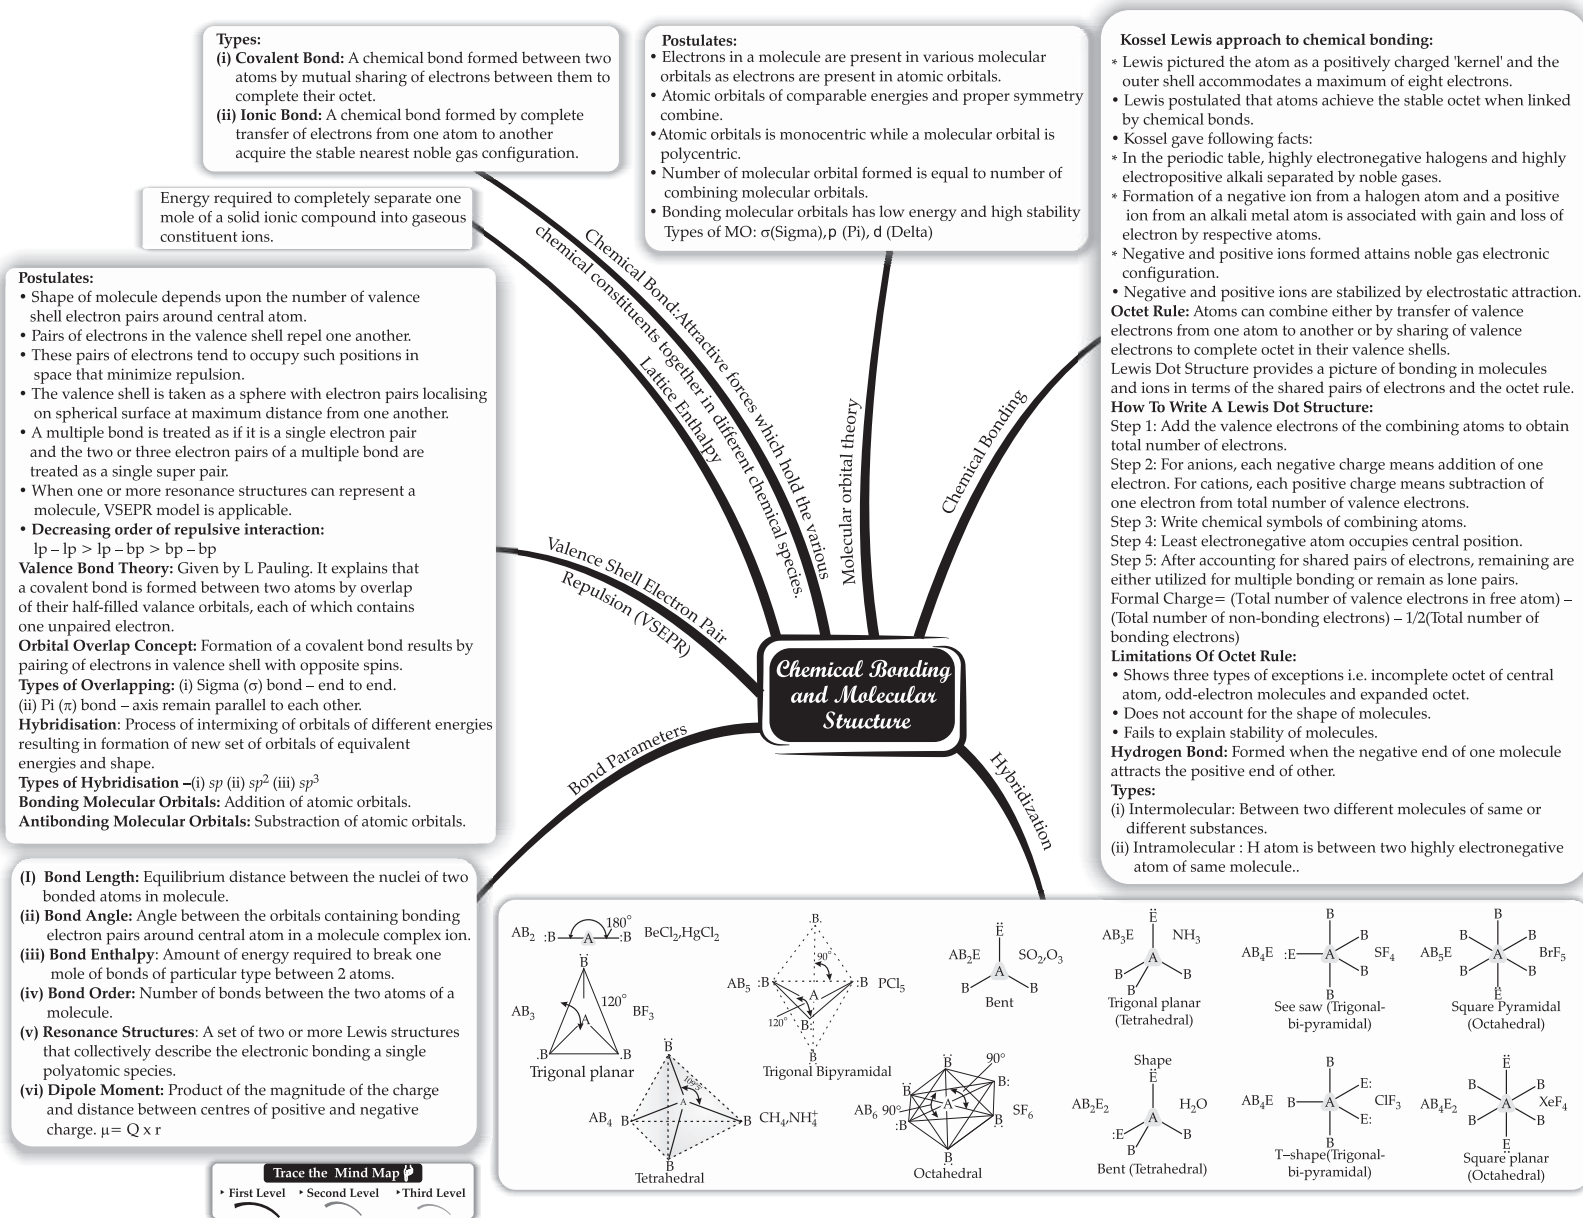 Types:
(i) Covalent Bond: A chemical bond formed between two
atoms by mutual sharing of electrons between them to
complete their octet.
(ii) Ionic Bond: A chemical bond formed by complete
transfer of electrons from one atom to another
acquire the stable nearest noble gas configuration.
Energy required to completely separate one
mole of a solid ionic compound into gaseous
constituent ions.
Postulates:
• Electrons in a molecule are present in various molecular
orbitals as electrons are present in atomic orbitals.
• Atomic orbitals of comparable energies and proper symmetry
combine.
•Atomic orbitals is monocentric while a molecular orbital is
polycentric.
• Number of molecular orbital formed is equal to number of
combining molecular orbitals.
• Bonding molecular orbitals has low energy and high stability
Types of MO: σ(Sigma),p (Pi), d (Delta)
Kossel Lewis approach to chemical bonding:
* Lewis pictured the atom as a positively charged 'kernel' and the
outer shell accommodates a maximum of eight electrons.
• Lewis postulated that atoms achieve the stable octet when linked
by chemical bonds.
• Kossel gave following facts:
* In the periodic table, highly electronegative halogens and highly
electropositive alkali separated by noble gases.
* Formation of a negative ion from a halogen atom and a positive
ion from an alkali metal atom is associated with gain and loss of
electron by respective atoms.
* Negative and positive ions formed attains noble gas electronic
configuration.
• Negative and positive ions are stabilized by electrostatic attraction.
Octet Rule: Atoms can combine either by transfer of valence
electrons from one atom to another or by sharing of valence
electrons to complete octet in their valence shells.
Lewis Dot Structure provides a picture of bonding in molecules
and ions in terms of the shared pairs of electrons and the octet rule.
How To Write A Lewis Dot Structure:
Step 1: Add the valence electrons of the combining atoms to obtain
total number of electrons.
Step 2: For anions, each negative charge means addition of one
electron. For cations, each positive charge means subtraction of
one electron from total number of valence electrons.
Step 3: Write chemical symbols of combining atoms.
Step 4: Least electronegative atom occupies central position.
Step 5: After accounting for shared pairs of electrons, remaining are
either utilized for multiple bonding or remain as lone pairs.
Formal Charge= (Total number of valence electrons in free atom) –
(Total number of non-bonding electrons) – 1/2(Total number of
bonding electrons)
Limitations Of Octet Rule:
• Shows three types of exceptions i.e. incomplete octet of central
atom, odd-electron molecules and expanded octet.
• Does not account for the shape of molecules.
• Fails to explain stability of molecules.
Hydrogen Bond: Formed when the negative end of one molecule
attracts the positive end of other.
Types:
(i) Intermolecular: Between two different molecules of same or
different substances.
(ii) Intramolecular : H atom is between two highly electronegative
atom of same molecule..
Postulates:
• Shape of molecule depends upon the number of valence
shell electron pairs around central atom.
• Pairs of electrons in the valence shell repel one another.
• These pairs of electrons tend to occupy such positions in
space that minimize repulsion.
• The valence shell is taken as a sphere with electron pairs localising
on spherical surface at maximum distance from one another.
• A multiple bond is treated as if it is a single electron pair
and the two or three electron pairs of a multiple bond are
treated as a single super pair.
• When one or more resonance structures can represent a
molecule, VSEPR model is applicable.
• Decreasing order of repulsive interaction:
lp – lp > lp – bp > bp – bp
Valence Bond Theory: Given by L Pauling. It explains that
a covalent bond is formed between two atoms by overlap
of their half-filled valance orbitals, each of which contains
one unpaired electron.
Orbital Overlap Concept: Formation of a covalent bond results by
pairing of electrons in valence shell with opposite spins.
Types of Overlapping: (i) Sigma (σ) bond – end to end.
(ii) Pi (π) bond – axis remain parallel to each other.
Hybridisation: Process of intermixing of orbitals of different energies
resulting in formation of new set of orbitals of equivalent
energies and shape.
Types of Hybridisation –(i) sp (ii) sp² (iii) sp³
Bonding Molecular Orbitals: Addition of atomic orbitals.
Antibonding Molecular Orbitals: Substraction of atomic orbitals.
Chemical Bond:Attractive forces which hold the various
chemical constituents together in different chemical species.
Lattice Enthalpy
Molecular orbital theory
Chemical Bonding
Valence Shell Electron Pair
Repulsion (VSEPR)
Chemical Bonding
and Molecular
Structure
Bond Parameters
Hybridization
(I) Bond Length: Equilibrium distance between the nuclei of two
bonded atoms in molecule.
(ii) Bond Angle: Angle between the orbitals containing bonding
electron pairs around central atom in a molecule complex ion.
(iii) Bond Enthalpy: Amount of energy required to break one
mole of bonds of particular type between 2 atoms.
(iv) Bond Order: Number of bonds between the two atoms of a
molecule.
(v) Resonance Structures: A set of two or more Lewis structures
that collectively describe the electronic bonding a single
polyatomic species.
(vi) Dipole Moment: Product of the magnitude of the charge
and distance between centres of positive and negative
charge. μ= Q x r
Trace the Mind Map
‣ First Level ‣ Second Level ‣Third Level
AB₂ :B A :B 180° BeCl₂,HgCl₂
AB₃ B A 120° .B .B BF₃
Trigonal planar
AB₄ B A 109°5 B B B CH₄,NH₄⁺
Tetrahedral
AB₅ .B. 90° :B A :B 120° B: B PCl₅
Trigonal Bipyramidal
AB₆ 90° 90° B B B: A :B B B SF₆
Octahedral
AB₂E Ë A B B SO₂,O₃
Bent
AB₃E Ë A B B B NH₃
Trigonal planar
(Tetrahedral)
AB₄E :E B B A B B SF₄
See saw (Trigonal-
bi-pyramidal)
AB₅E B B B A B B E BrF₅
Square Pyramidal
(Octahedral)
Shape
AB₂E₂ Ë A :E B B H₂O
Bent (Tetrahedral)
AB₄E B B A E: E: B ClF₃
T–shape(Trigonal-
bi-pyramidal)
AB₄E₂ E B B A B B E XeF₄
Square planar
(Octahedral)